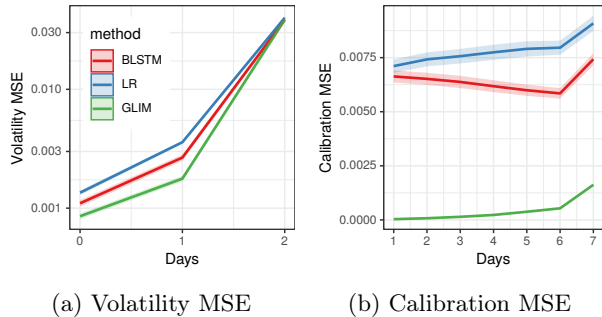 0.030
0.010
0.003
0.001
Volatility MSE
method
BLSTM
LR
GLIM
0 1 2
Days
(a) Volatility MSE
0.0075
0.0050
0.0025
0.0000
Calibration MSE
1 2 3 4 5 6 7
Days
(b) Calibration MSE